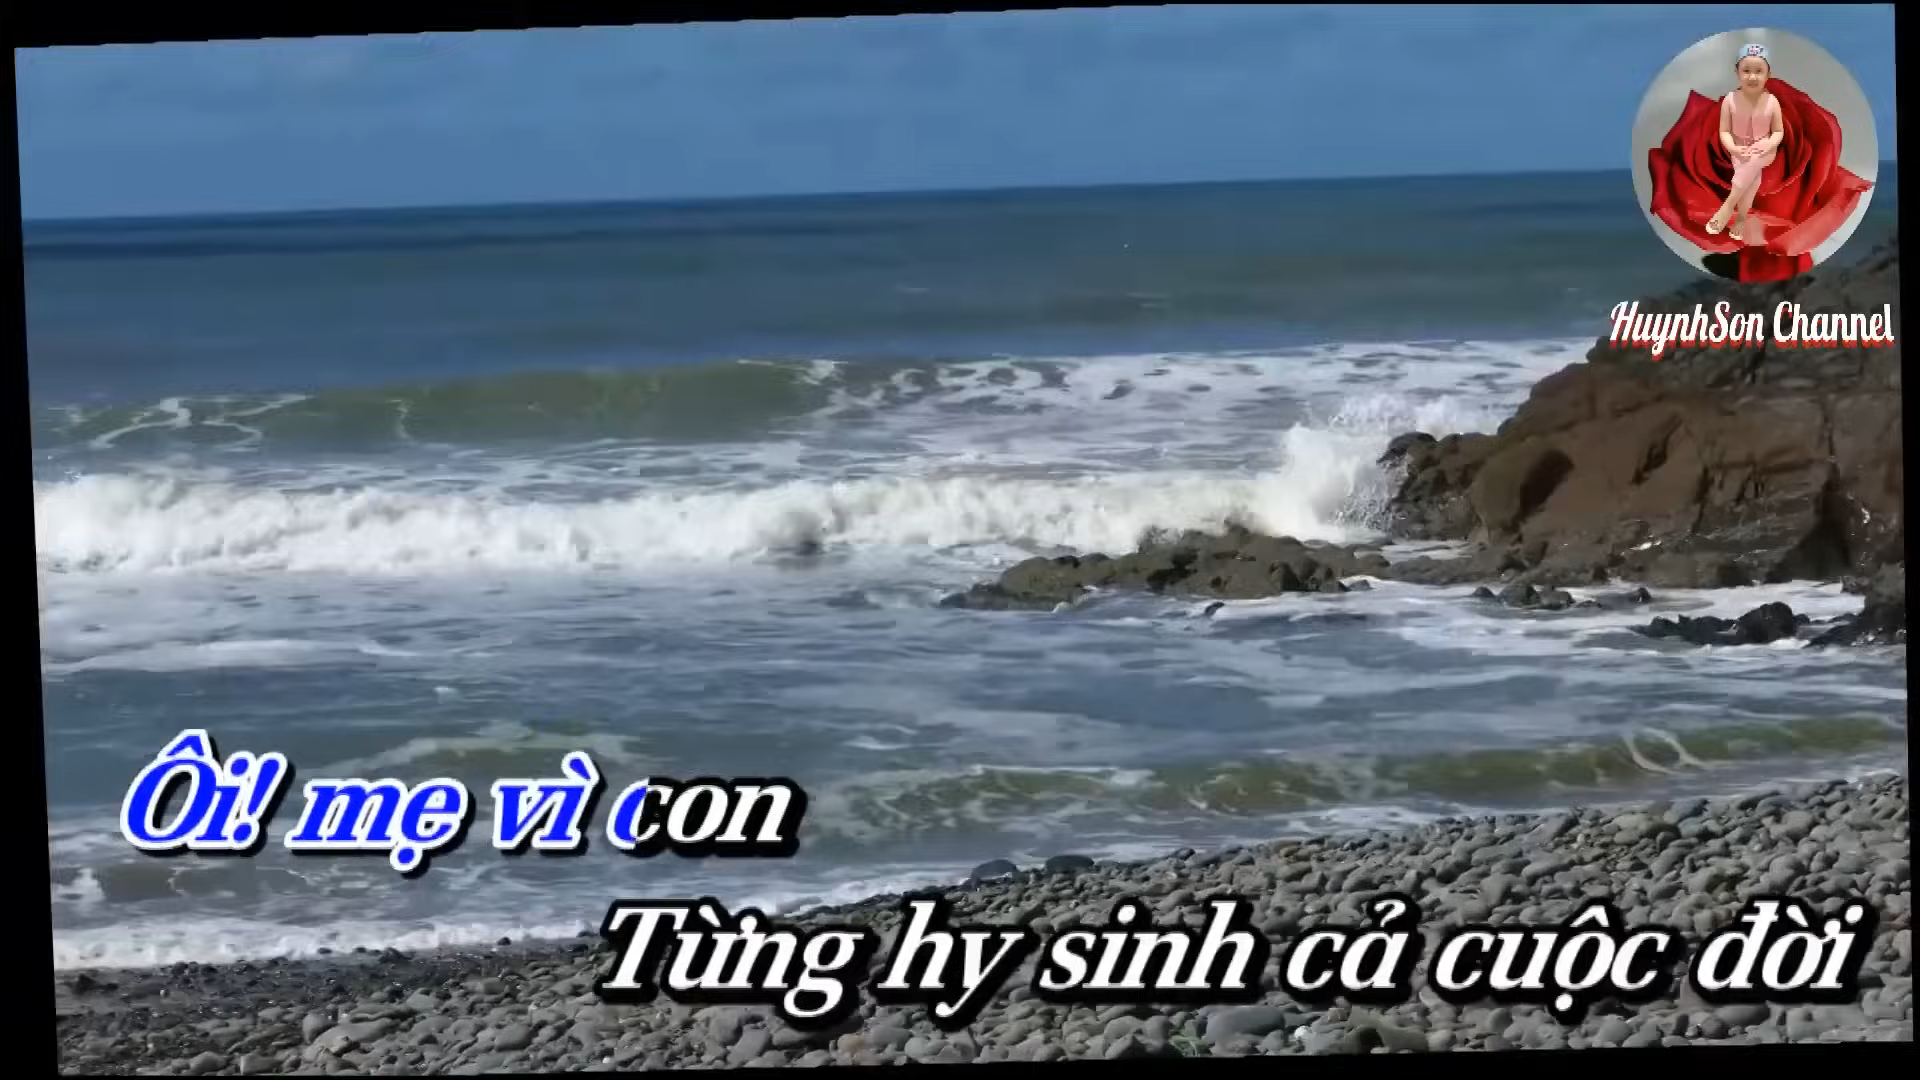 HuynhSon Channel
Ôi! mẹ vì con
Từng hy sinh cả cuộc đời